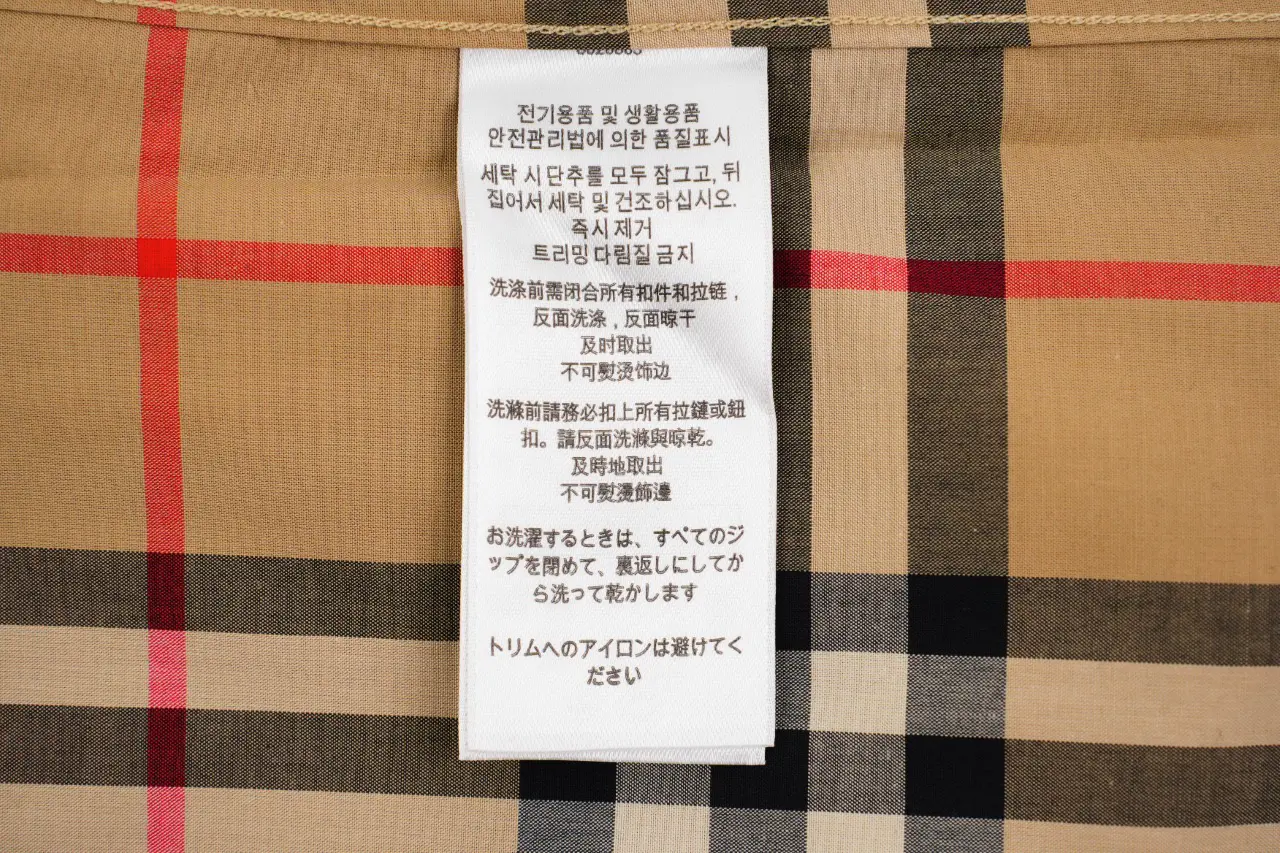 전기용품 및 생활용품
안전관리법에 의한 품질표시
세탁 시 단추를 모두 잠그고, 뒤
집어서 세탁 및 건조하십시오.
즉시 제거
트리밍 다림질 금지
洗涤前需闭合所有扣件和拉链，
反面洗涤，反面晾干
及时取出
不可熨烫饰边
洗滌前請務必扣上所有拉鏈或鈕
扣。請反面洗滌與晾乾。
及時地取出
不可熨燙飾邊
お洗濯するときは、すべてのジ
ップを閉めて、裏返しにしてか
ら洗って乾かします
トリムへのアイロンは避けてく
ださい